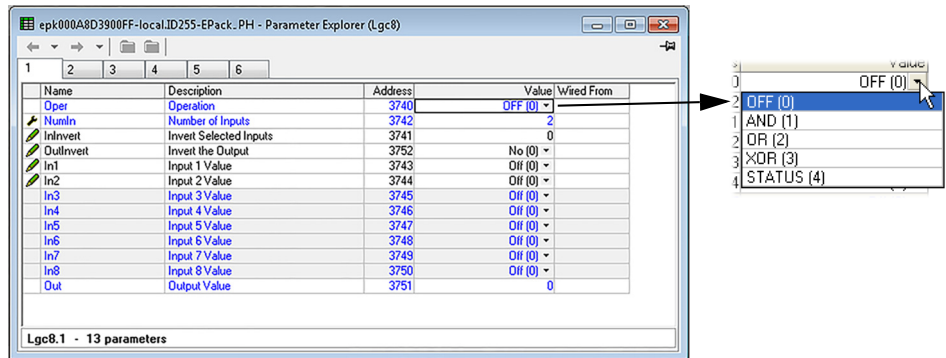 epk000A8D3900FF-local.ID255-EPack_PH - Parameter Explorer (Lgc8)
1 2 3 4 5 6
Name Description Address Value Wired From
Oper Operation 3740 OFF (0)
NumIn Number of Inputs 3742 2
InInvert Invert Selected Inputs 3741 0
OutInvert Invert the Output 3752 No (0)
In1 Input 1 Value 3743 Off (0)
In2 Input 2 Value 3744 Off (0)
In3 Input 3 Value 3745 Off (0)
In4 Input 4 Value 3746 Off (0)
In5 Input 5 Value 3747 Off (0)
In6 Input 6 Value 3748 Off (0)
In7 Input 7 Value 3749 Off (0)
In8 Input 8 Value 3750 Off (0)
Out Output Value 3751 0
Lgc8.1 - 13 parameters
Value
0 OFF (0)
2 OFF (0)
1 AND (1)
2 OR (2)
3 XOR (3)
4 STATUS (4)